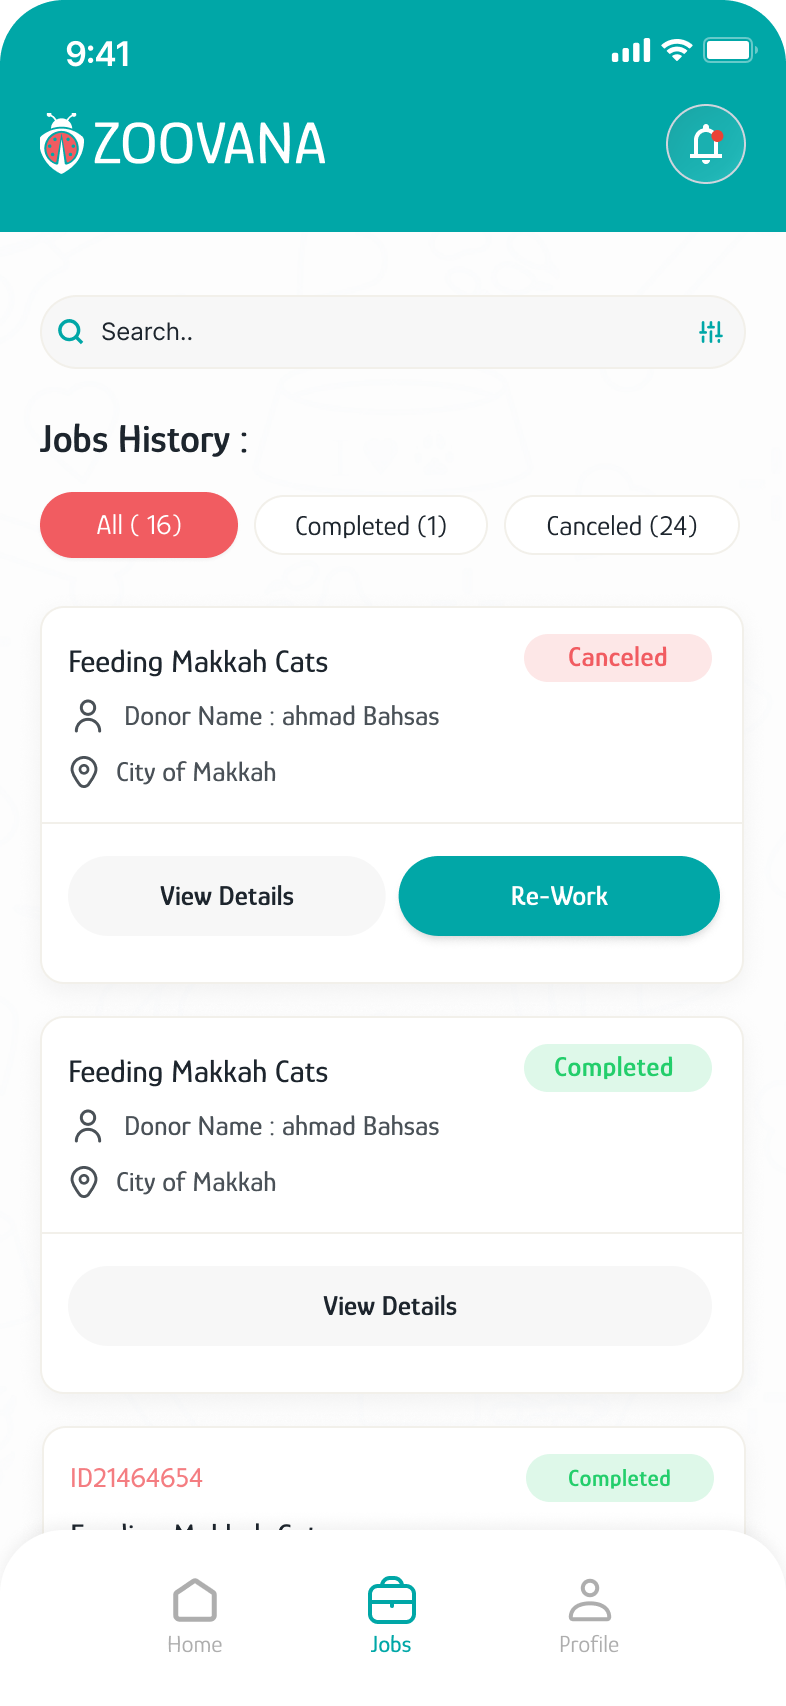 9:41
ZOOVANA
Search..
Jobs History :
All ( 16)
Completed (1)
Canceled (24)
Feeding Makkah Cats
Canceled
Donor Name : ahmad Bahsas
City of Makkah
View Details
Re-Work
Feeding Makkah Cats
Completed
Donor Name : ahmad Bahsas
City of Makkah
View Details
ID21464654
Completed
Home
Jobs
Profile